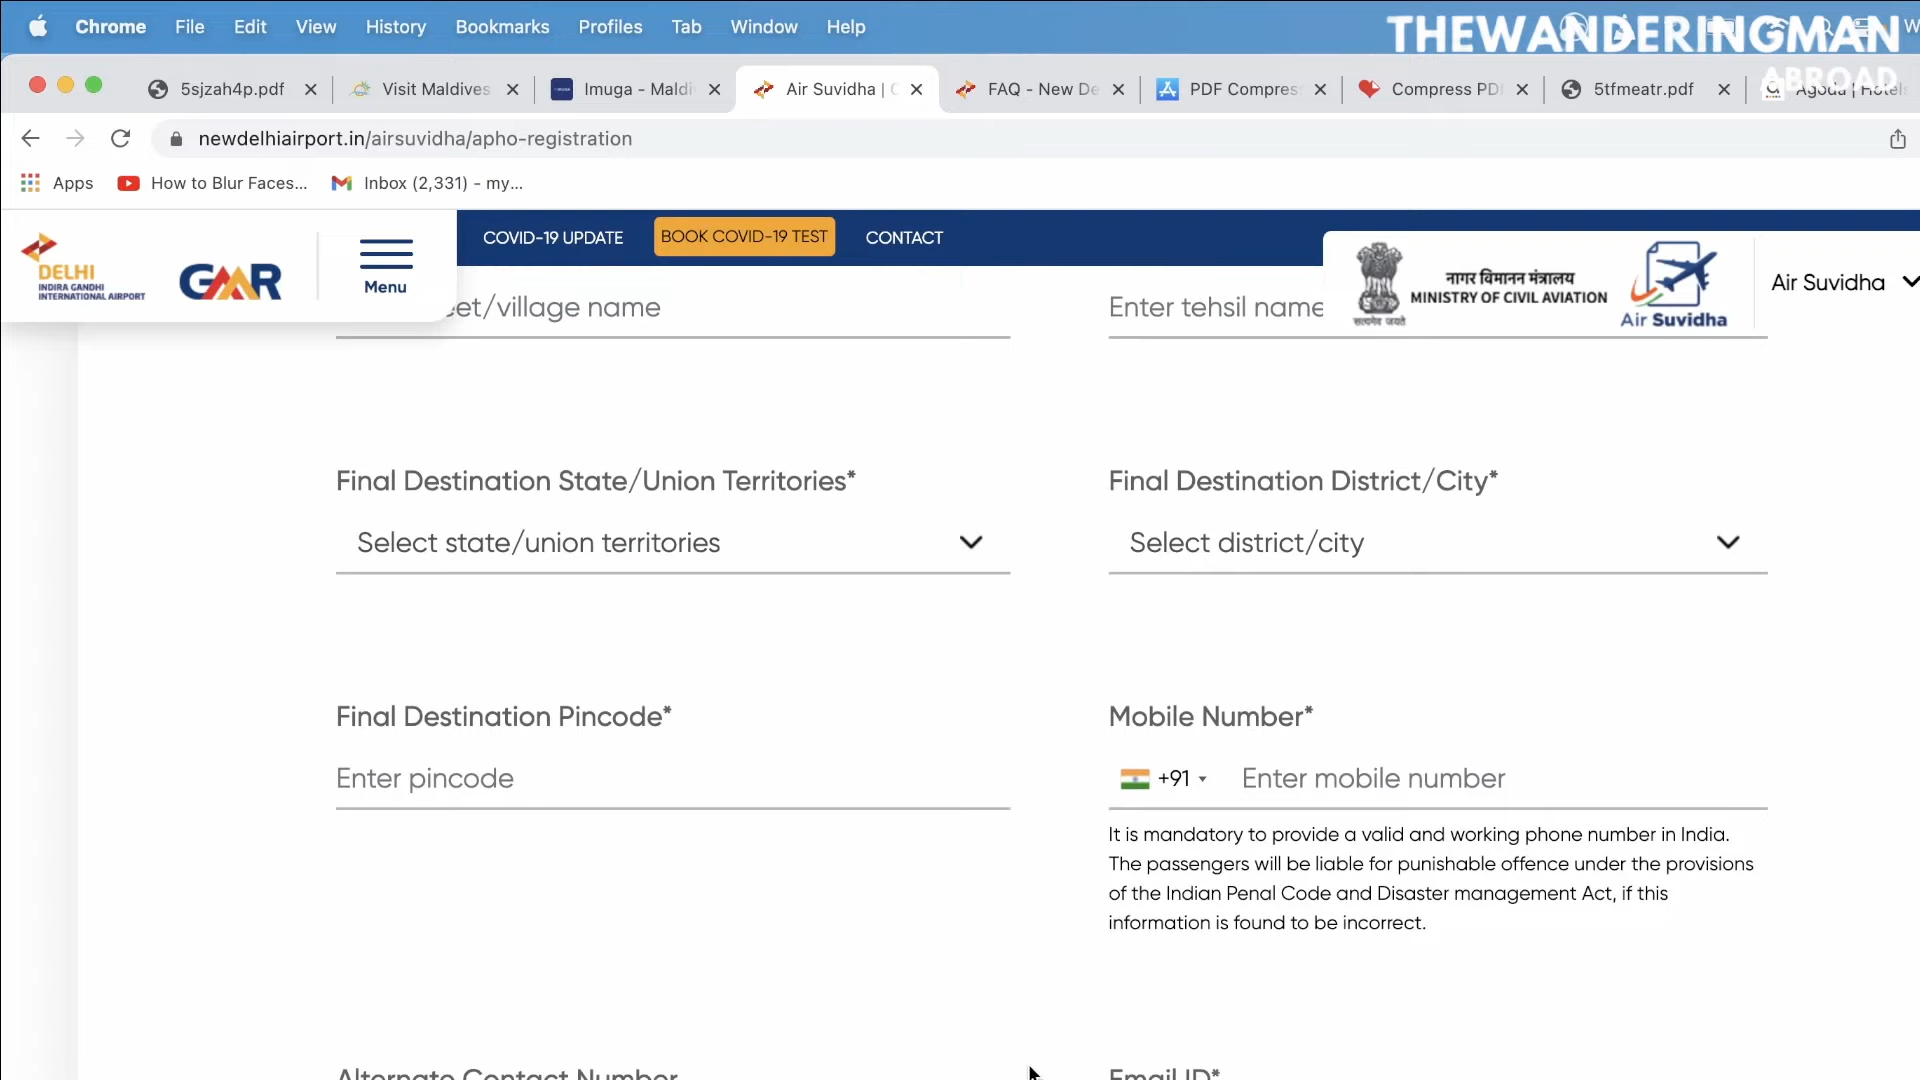 Chrome File Edit View History Bookmarks Profiles Tab Window Help
THEWANDERINGMAN
ABROAD
5sjzah4p.pdf
Visit Maldives
Imuga - Maldi
Air Suvidha |
FAQ - New De
PDF Compres
Compress PD
5tfmeatr.pdf
Agoda | Hotels
newdelhiairport.in/airsuvidha/apho-registration
Apps
How to Blur Faces...
Inbox (2,331) - my...
COVID-19 UPDATE
BOOK COVID-19 TEST
CONTACT
DELHI
INDIRA GANDHI
INTERNATIONAL AIRPORT
GMR
Menu
सत्यमेव जयते
नागर विमानन मंत्रालय
MINISTRY OF CIVIL AVIATION
Air Suvidha
Air Suvidha
eet/village name
Enter tehsil name
Final Destination State/Union Territories*
Final Destination District/City*
Select state/union territories
Select district/city
Final Destination Pincode*
Mobile Number*
Enter pincode
+91
Enter mobile number
It is mandatory to provide a valid and working phone number in India.
The passengers will be liable for punishable offence under the provisions
of the Indian Penal Code and Disaster management Act, if this
information is found to be incorrect.
Alternate Contact Number
Email ID*